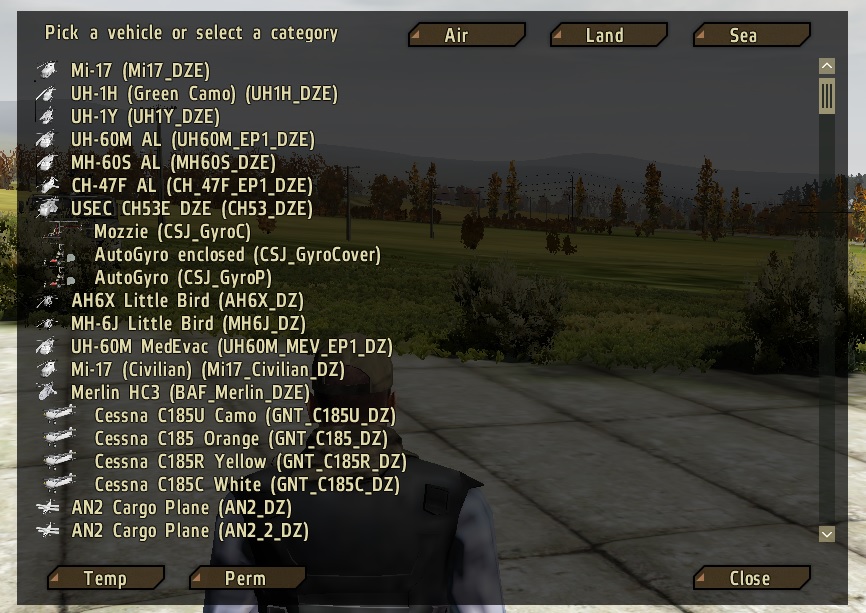 Pick a vehicle or select a category
Air
Land
Sea
Mi-17 (Mi17_DZE)
UH-1H (Green Camo) (UH1H_DZE)
UH-1Y (UH1Y_DZE)
UH-60M AL (UH60M_EP1_DZE)
MH-60S AL (MH60S_DZE)
CH-47F AL (CH_47F_EP1_DZE)
USEC CH53E DZE (CH53_DZE)
Mozzie (CSJ_GyroC)
AutoGyro enclosed (CSJ_GyroCover)
AutoGyro (CSJ_GyroP)
AH6X Little Bird (AH6X_DZ)
MH-6J Little Bird (MH6J_DZ)
UH-60M MedEvac (UH60M_MEV_EP1_DZ)
Mi-17 (Civilian) (Mi17_Civilian_DZ)
Merlin HC3 (BAF_Merlin_DZE)
Cessna C185U Camo (GNT_C185U_DZ)
Cessna C185 Orange (GNT_C185_DZ)
Cessna C185R Yellow (GNT_C185R_DZ)
Cessna C185C White (GNT_C185C_DZ)
AN2 Cargo Plane (AN2_DZ)
AN2 Cargo Plane (AN2_2_DZ)
Temp
Perm
Close